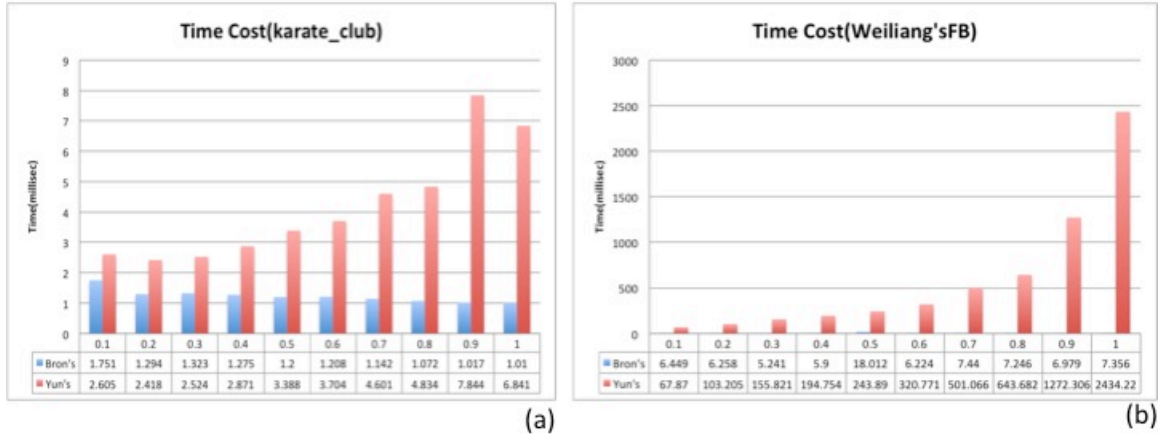 Time Cost(karate_club)
Time(millisec)
9
8
7
6
5
4
3
2
1
0
0.1 0.2 0.3 0.4 0.5 0.6 0.7 0.8 0.9 1
Bron's 1.751 1.294 1.323 1.275 1.2 1.208 1.142 1.072 1.017 1.01
Yun's 2.605 2.418 2.524 2.871 3.388 3.704 4.601 4.834 7.844 6.841
(a)
Time Cost(Weiliang'sFB)
Time(millisec)
3000
2500
2000
1500
1000
500
0
0.1 0.2 0.3 0.4 0.5 0.6 0.7 0.8 0.9 1
Bron's 6.449 6.258 5.241 5.9 18.012 6.224 7.44 7.246 6.979 7.356
Yun's 67.87 103.205 155.821 194.754 243.89 320.771 501.066 643.682 1272.306 2434.22
(b)